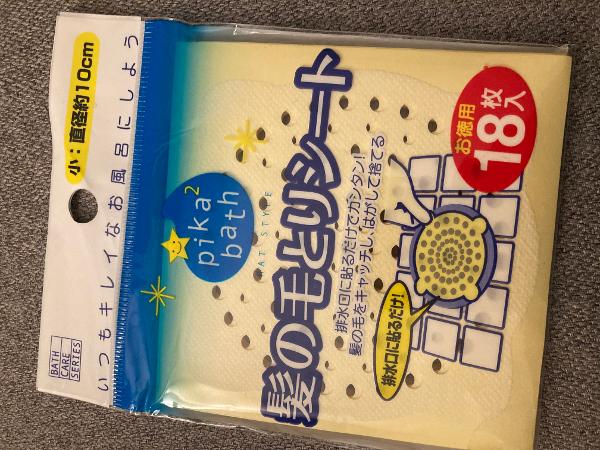 小：直径約10cm
いつもキレイなお風呂にしよう
BATH
CARE
SERIES
pika²
bath
AT STYLE
髪の毛とりシート
排水口に貼るだけでカンタン！
髪の毛をキャッチし、はがして捨てる
お徳用
18枚入
排水口に貼るだけ！